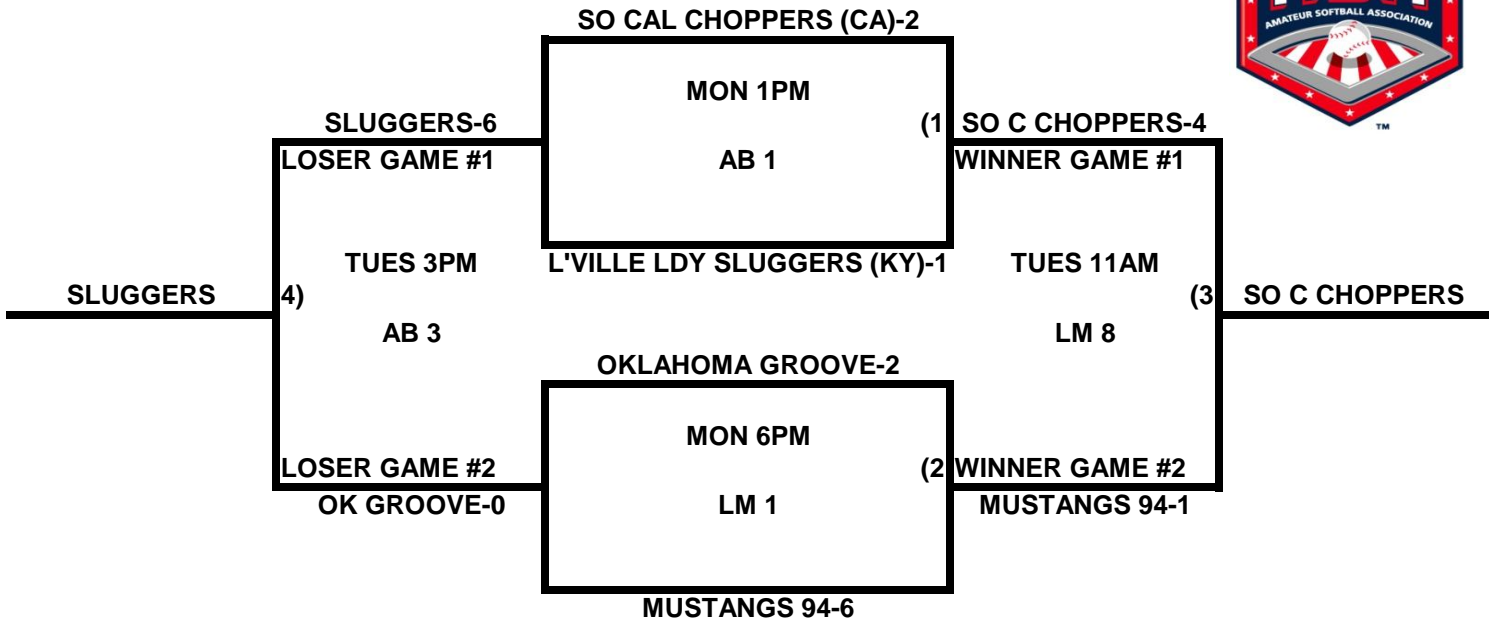 SO CAL CHOPPERS (CA)-2
AMATEUR SOFTBALL ASSOCIATION
TM
MON 1PM
SLUGGERS-6
(1 SO C CHOPPERS-4
LOSER GAME #1
AB 1
WINNER GAME #1
TUES 3PM
L'VILLE LDY SLUGGERS (KY)-1
TUES 11AM
SLUGGERS
4)
(3
SO C CHOPPERS
AB 3
LM 8
OKLAHOMA GROOVE-2
MON 6PM
LOSER GAME #2
(2 WINNER GAME #2
OK GROOVE-0
LM 1
MUSTANGS 94-1
MUSTANGS 94-6